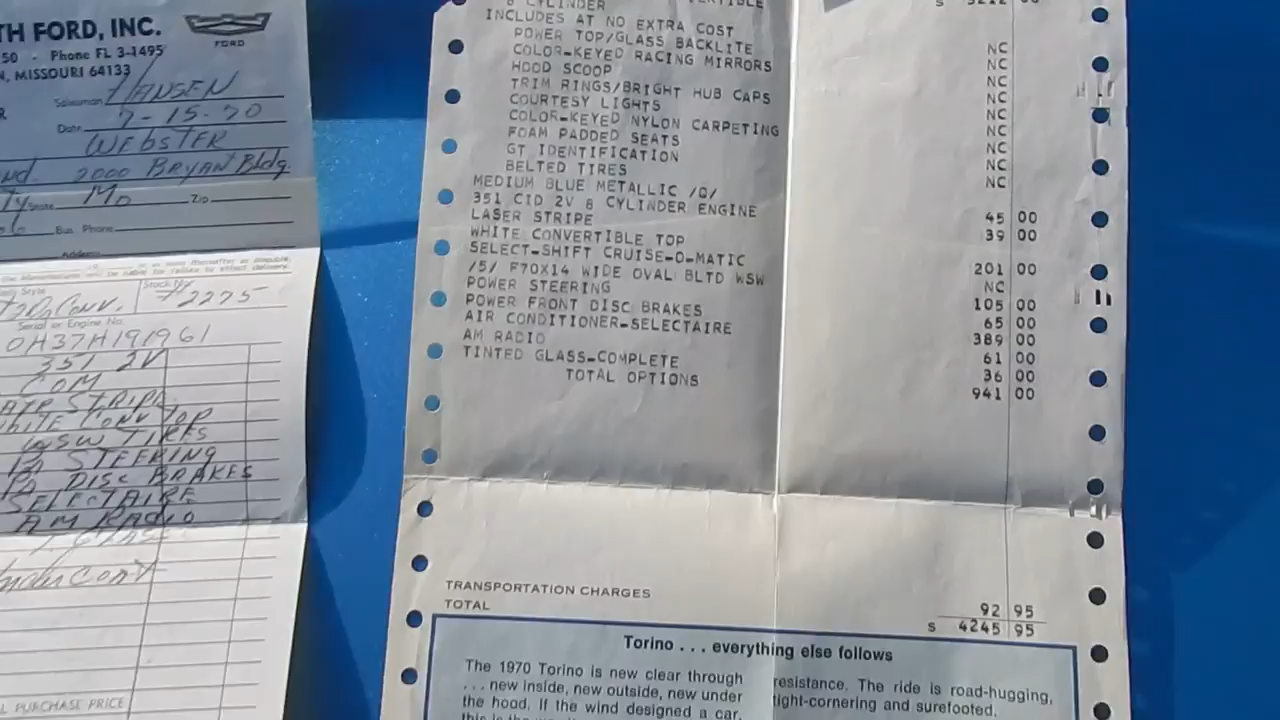 TH FORD, INC.
FORD
50 - Phone FL 3-1495
N, MISSOURI 64133
Salesman HANSEN
Date 7-15-70
WEBSTER
2000 BRYAN Bldg.
State Mo Zip
Bus. Phone
Address
Style
Stock No.
CONV. #2275
Serial or Engine No.
0H37H191961
351 2V
COM
STRIPE
WHITE CONV TOP
WSW TIRES
P. STEERING
P. DISC BRAKES
SELECTAIRE
AM RADIO
T. GLASS
L PURCHASE PRICE
8 CYLINDER
$ 3212 00
INCLUDES AT NO EXTRA COST
POWER TOP/GLASS BACKLITE NC
COLOR-KEYED RACING MIRRORS NC
HOOD SCOOP NC
TRIM RINGS/BRIGHT HUB CAPS NC
COURTESY LIGHTS NC
COLOR-KEYED NYLON CARPETING NC
FOAM PADDED SEATS NC
GT IDENTIFICATION NC
BELTED TIRES NC
MEDIUM BLUE METALLIC /Q/
351 CID 2V 8 CYLINDER ENGINE 45 00
LASER STRIPE 39 00
WHITE CONVERTIBLE TOP
SELECT-SHIFT CRUISE-O-MATIC 201 00
/5/ F70X14 WIDE OVAL BLTD WSW NC
POWER STEERING 105 00
POWER FRONT DISC BRAKES 65 00
AIR CONDITIONER-SELECTAIRE 389 00
AM RADIO 61 00
TINTED GLASS-COMPLETE 36 00
TOTAL OPTIONS 941 00
TRANSPORTATION CHARGES 92 95
TOTAL $ 4245 95
Torino . . . everything else follows
The 1970 Torino is new clear through
. . . new inside, new outside, new under
the hood. If the wind designed a car,
resistance. The ride is road-hugging,
tight-cornering and surefooted.